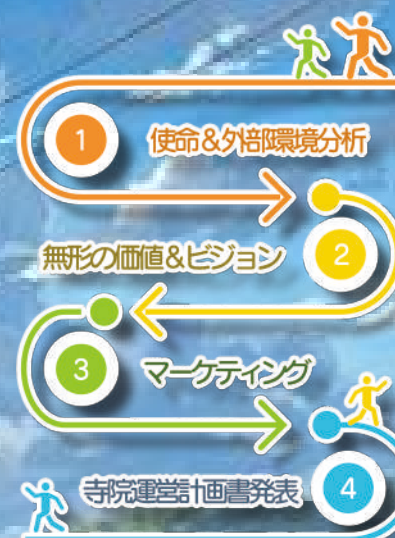 1
使命&外部環境分析
無形の価値&ビジョン
2
3
マーケティング
寺院運営計画書発表
4